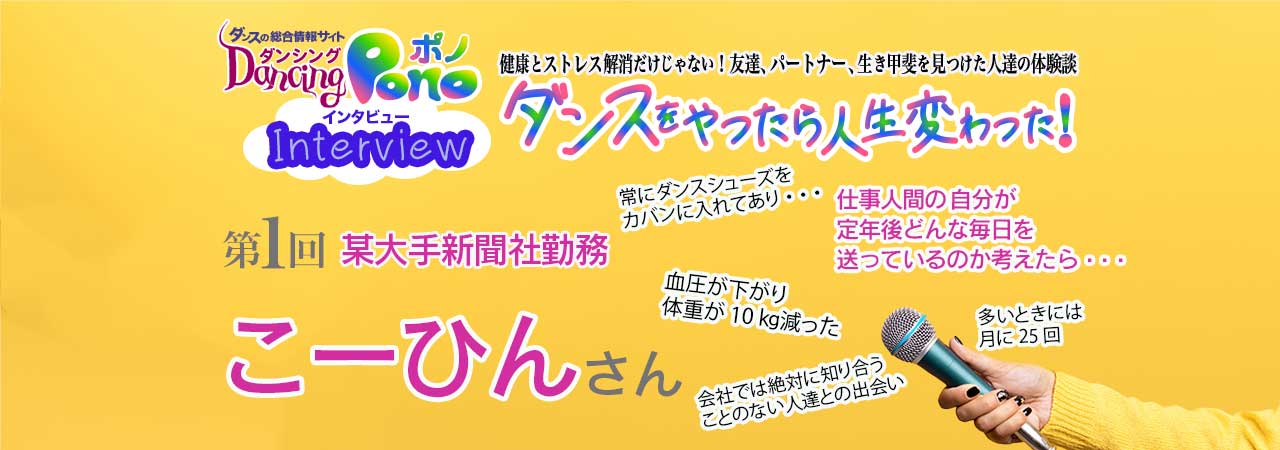 ダンスの総合情報サイト
ダンシング
Dancing
ポノ
Pono
インタビュー
Interview
健康とストレス解消だけじゃない!友達、パートナー、生き甲斐を見つけた人達の体験談
ダンスをやったら人生変わった!
常にダンスシューズを
カバンに入れてあり・・・
仕事人間の自分が
定年後どんな毎日を
送っているのか考えたら・・・
第1回 某大手新聞社勤務
血圧が下がり
体重が10kg減った
多いときには
月に25回
こーひんさん
会社では絶対に知り合う
ことのない人達との出会い